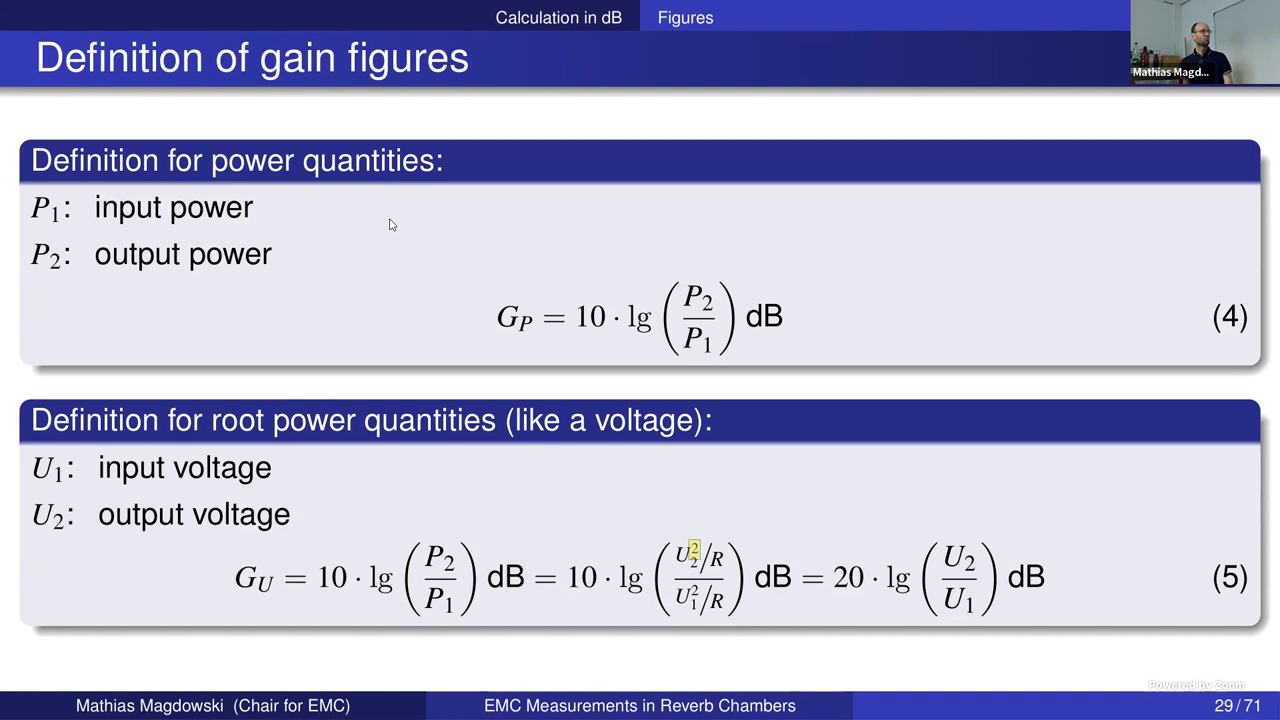 Calculation in dB Figures
Definition of gain figures
Mathias Magd...
Definition for power quantities:
P₁: input power
P₂: output power
G_P = 10 · lg (P₂/P₁) dB (4)
Definition for root power quantities (like a voltage):
U₁: input voltage
U₂: output voltage
G_U = 10 · lg (P₂/P₁) dB = 10 · lg ((U₂²/R)/(U₁²/R)) dB = 20 · lg (U₂/U₁) dB (5)
Powered by Zoom
Mathias Magdowski (Chair for EMC) EMC Measurements in Reverb Chambers 29 / 71